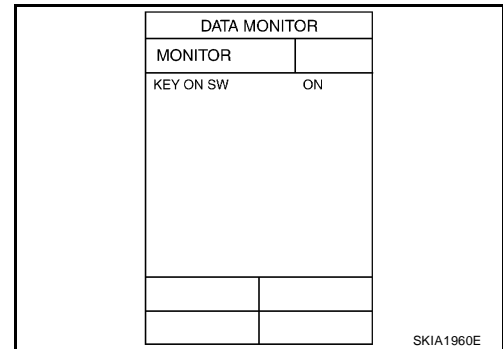 DATA MONITOR
MONITOR
KEY ON SW ON
SKIA1960E